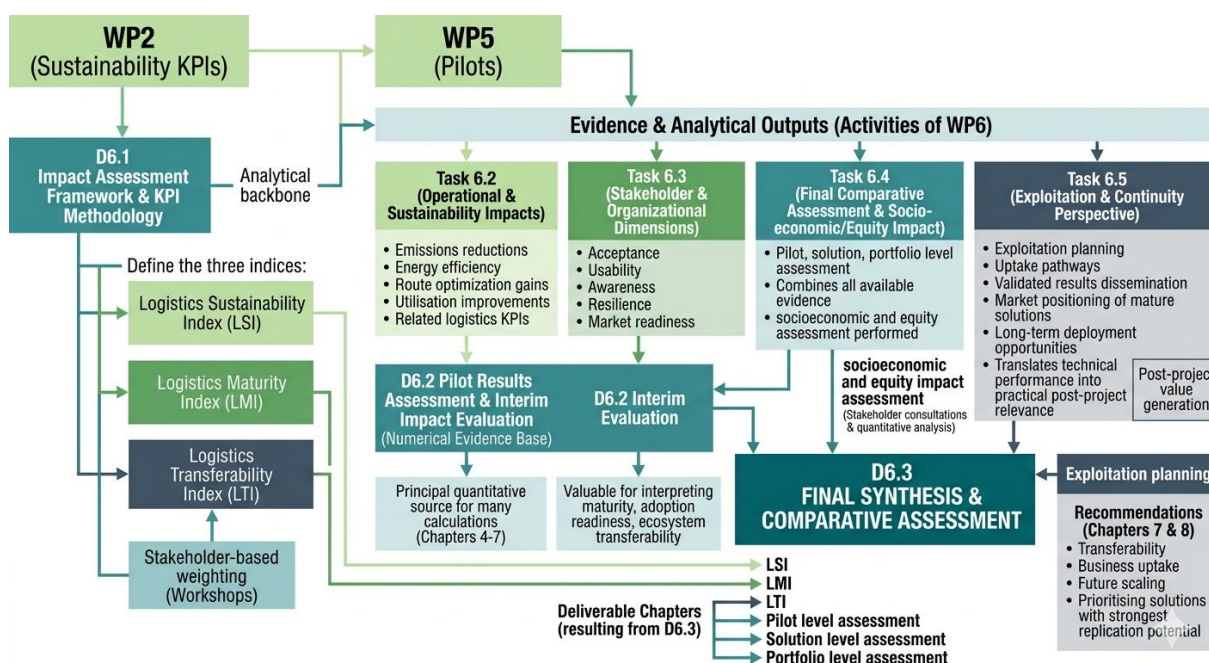 WP2
(Sustainability KPIs)
WP5
(Pilots)
Evidence & Analytical Outputs (Activities of WP6)
D6.1
Impact Assessment
Framework & KPI
Methodology
Analytical
backbone
Define the three indices:
Logistics Sustainability
Index (LSI)
Logistics Maturity
Index (LMI)
Logistics
Transferability
Index (LTI)
Stakeholder-based
weighting
(Workshops)
Task 6.2
(Operational &
Sustainability Impacts)
• Emissions reductions
• Energy efficiency
• Route optimization gains
• Utilisation improvements
• Related logistics KPIs
Task 6.3
(Stakeholder &
Organizational
Dimensions)
• Acceptance
• Usability
• Awareness
• Resilience
• Market readiness
Task 6.4
(Final Comparative
Assessment & Socio-
economic/Equity Impact)
• Pilot, solution, portfolio level
assessment
• Combines all available
evidence
• socioeconomic and equity
assessment performed
Task 6.5
(Exploitation & Continuity
Perspective)
• Exploitation planning
• Uptake pathways
• Validated results dissemination
• Market positioning of mature
solutions
• Long-term deployment
opportunities
• Translates technical
performance into
practical post-project
relevance
Post-project
value
generation
D6.2 Pilot Results
Assessment & Interim
Impact Evaluation
(Numerical Evidence Base)
D6.2 Interim
Evaluation
socioeconomic
and equity impact
assessment
(Stakeholder consultations
& quantitative analysis)
Principal quantitative
source for many
calculations
(Chapters 4-7)
Valuable for interpreting
maturity, adoption
readiness, ecosystem
transferability
D6.3
FINAL SYNTHESIS &
COMPARATIVE ASSESSMENT
Exploitation planning
Recommendations
(Chapters 7 & 8)
• Transferability
• Business uptake
• Future scaling
• Prioritising solutions
with strongest
replication potential
Deliverable Chapters
(resulting from D6.3)
LSI
LMI
LTI
Pilot level assessment
Solution level assessment
Portfolio level assessment